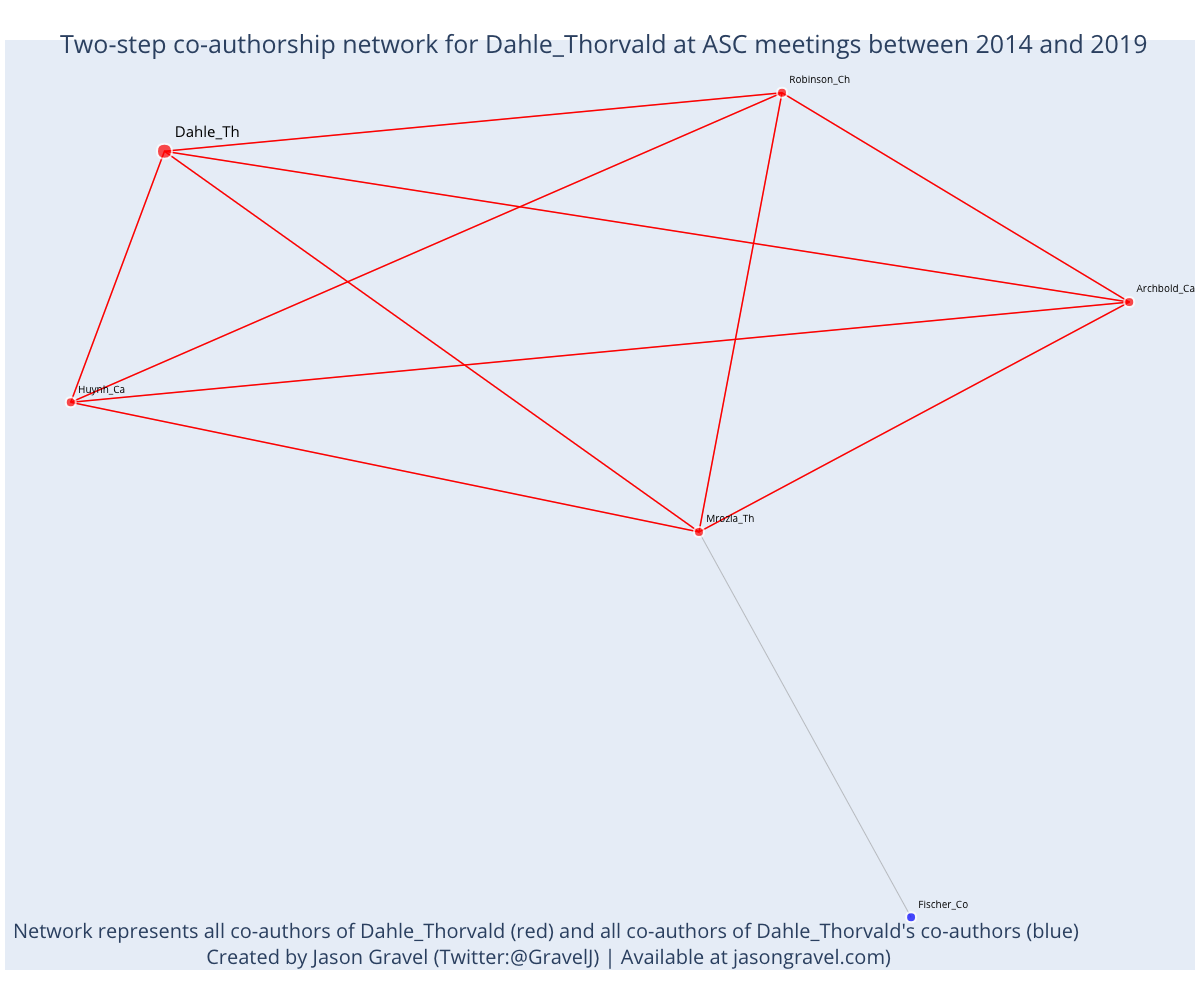 Two-step co-authorship network for Dahle_Thorvald at ASC meetings between 2014 and 2019
Robinson_Ch
Dahle_Th
Archbold_Ca
Huynh_Ca
Mrozla_Th
Fischer_Co
Network represents all co-authors of Dahle_Thorvald (red) and all co-authors of Dahle_Thorvald's co-authors (blue)
Created by Jason Gravel (Twitter:@GravelJ) | Available at jasongravel.com)